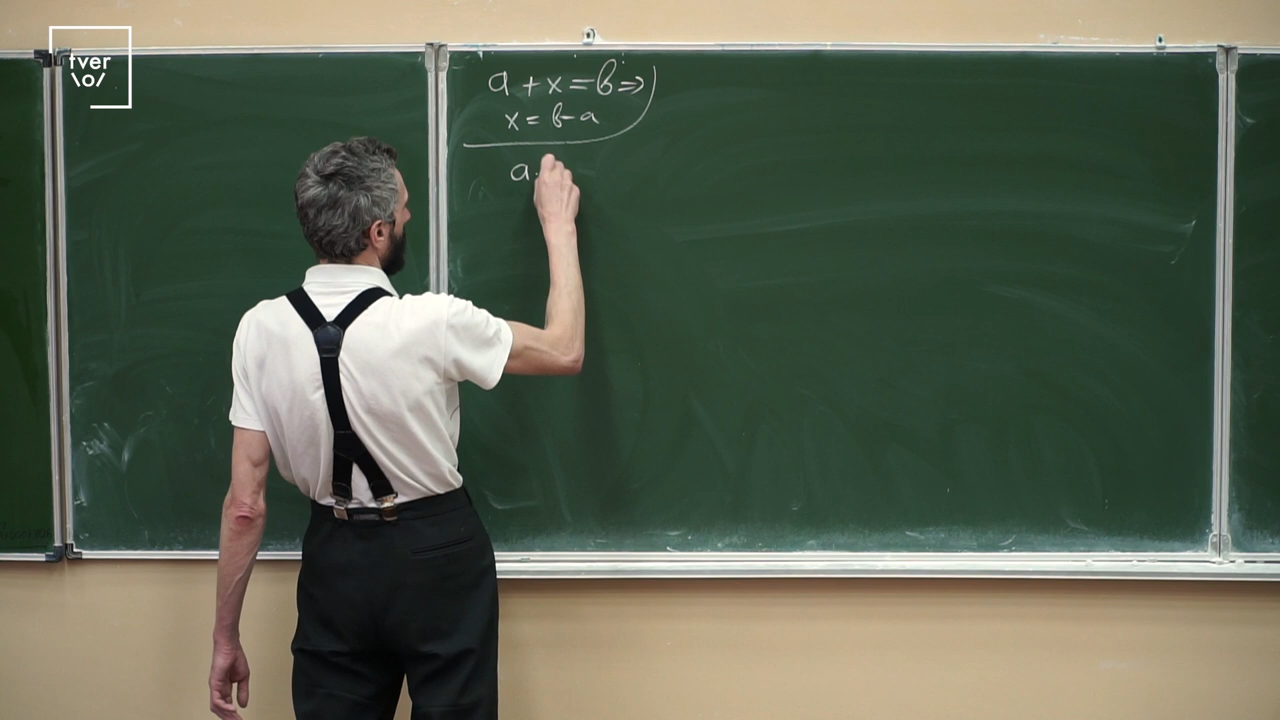 tver
\o/
a + x = b ⇒
x = b - a
a